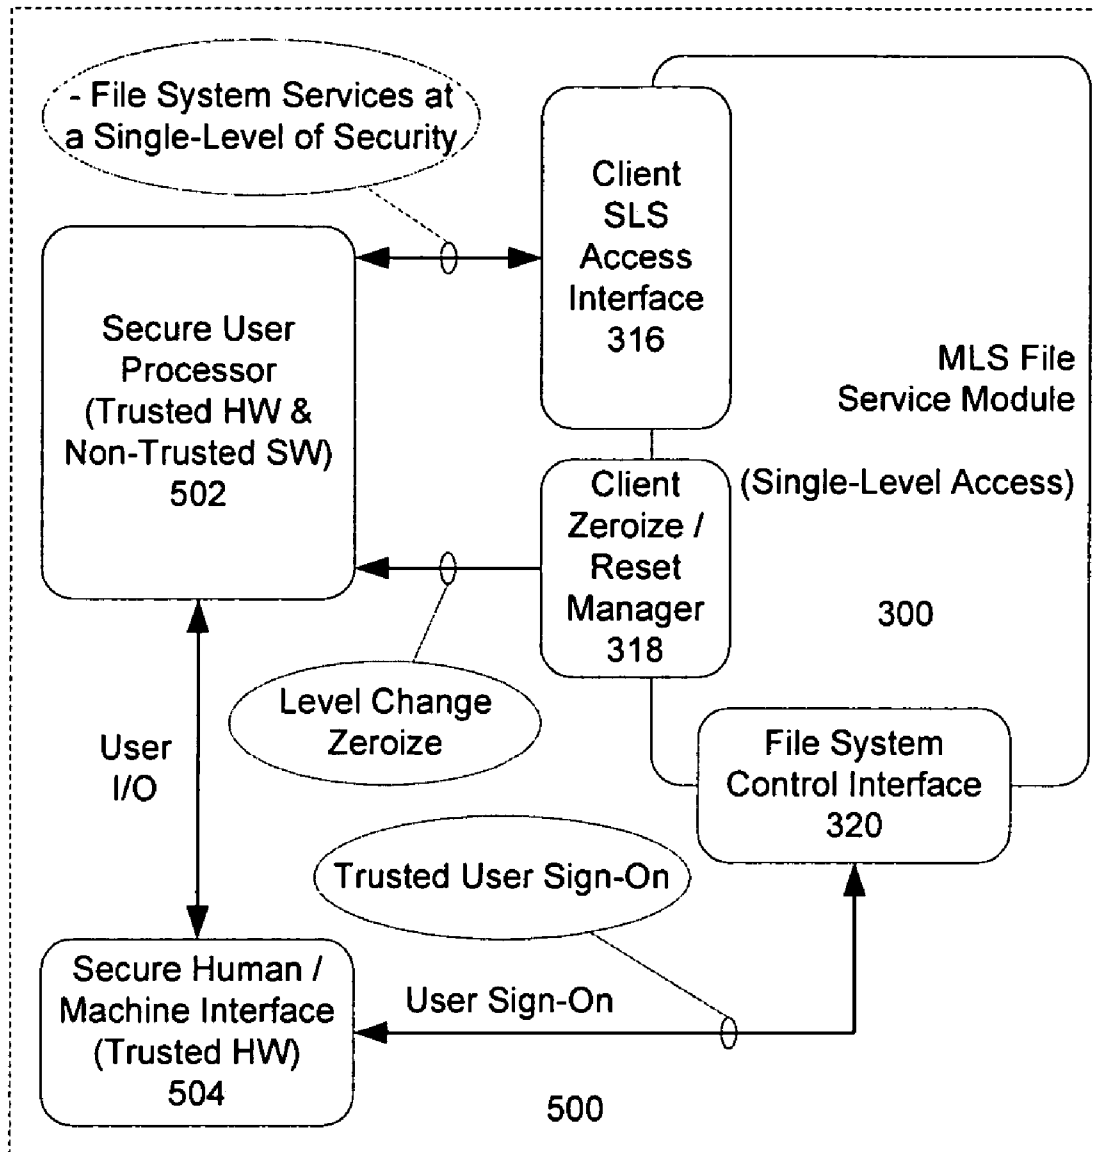 - File System Services at
a Single-Level of Security
Client
SLS
Access
Interface
316
Secure User
Processor
(Trusted HW &
Non-Trusted SW)
502
MLS File
Service Module
(Single-Level Access)
300
Client
Zeroize /
Reset
Manager
318
Level Change
Zeroize
User
I/O
File System
Control Interface
320
Trusted User Sign-On
Secure Human /
Machine Interface
(Trusted HW)
504
User Sign-On
500